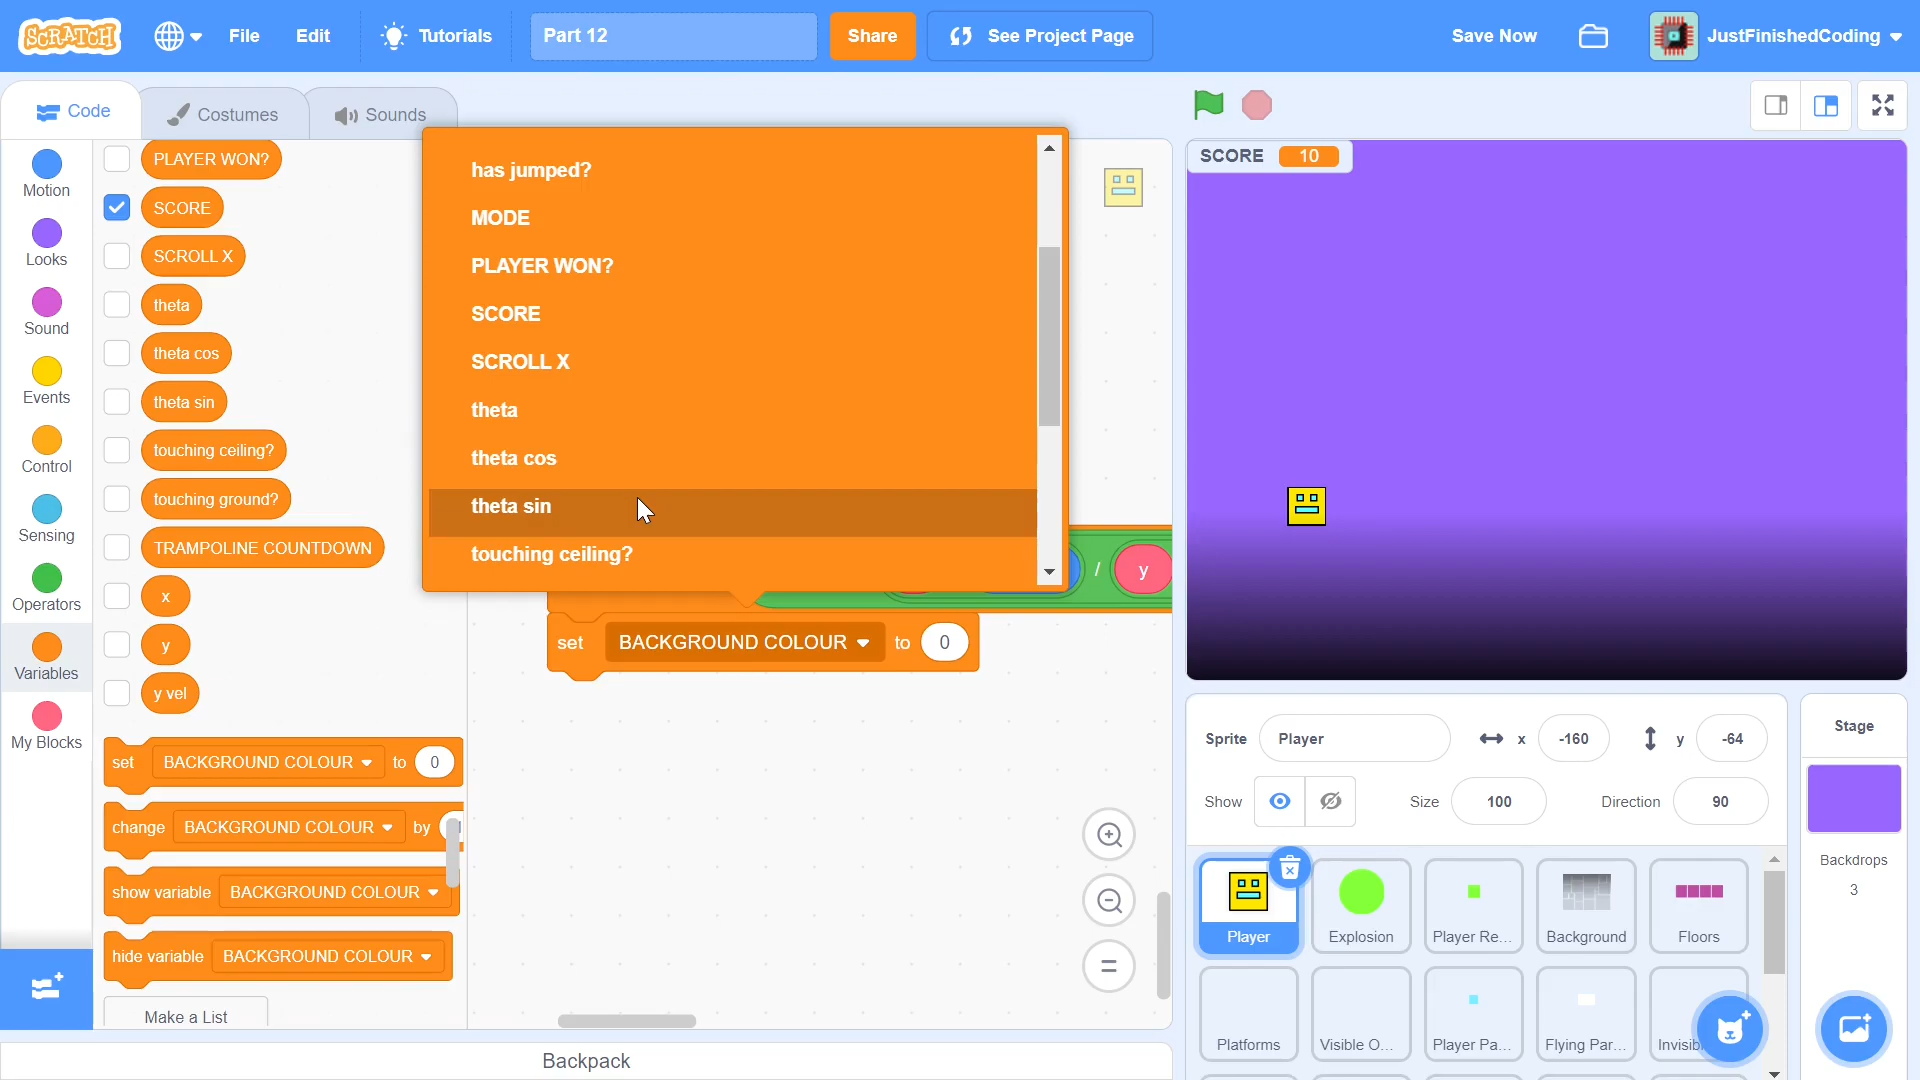 SCRATCH
File
Edit
Tutorials
Part 12
Share
See Project Page
Save Now
JustFinishedCoding
Code
Costumes
Sounds
Motion
Looks
Sound
Events
Control
Sensing
Operators
Variables
My Blocks
PLAYER WON?
SCORE
SCROLL X
theta
theta cos
theta sin
touching ceiling?
touching ground?
TRAMPOLINE COUNTDOWN
x
y
y vel
set BACKGROUND COLOUR to 0
change BACKGROUND COLOUR by
show variable BACKGROUND COLOUR
hide variable BACKGROUND COLOUR
Make a List
has jumped?
MODE
PLAYER WON?
SCORE
SCROLL X
theta
theta cos
theta sin
touching ceiling?
/ y
set BACKGROUND COLOUR to 0
Backpack
SCORE 10
Sprite Player x -160 y -64
Show Size 100 Direction 90
Player
Explosion
Player Re...
Background
Floors
Platforms
Visible O...
Player Pa...
Flying Par...
Stage
Backdrops
3